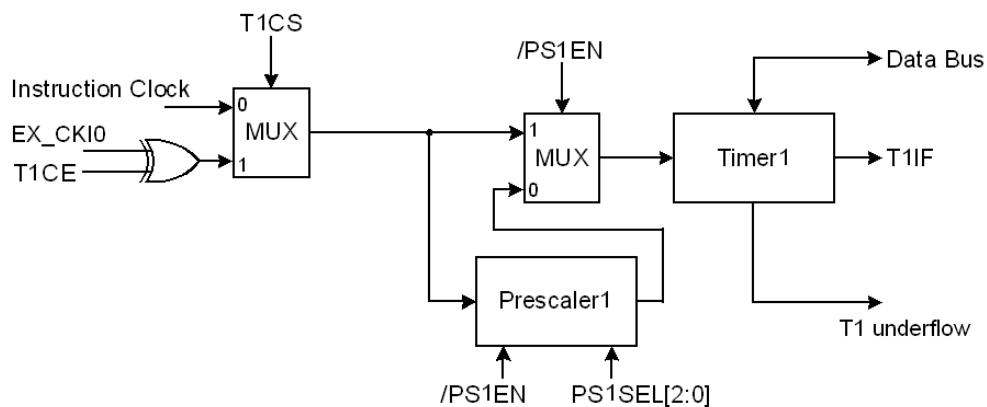 T1CS
/PS1EN
Data Bus
Instruction Clock
0
MUX
EX_CKI0
T1CE
1
1
MUX
0
Timer1
T1IF
Prescaler1
T1 underflow
/PS1EN
PS1SEL[2:0]